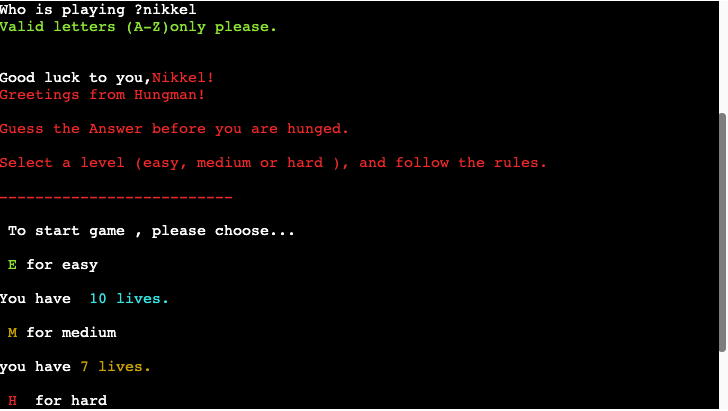 Who is playing ?nikkel
Valid letters (A-Z)only please.
Good luck to you,Nikkel!
Greetings from Hungman!
Guess the Answer before you are hunged.
Select a level (easy, medium or hard ), and follow the rules.
--------------------------
To start game , please choose...
E for easy
You have  10 lives.
M for medium
you have 7 lives.
H  for hard